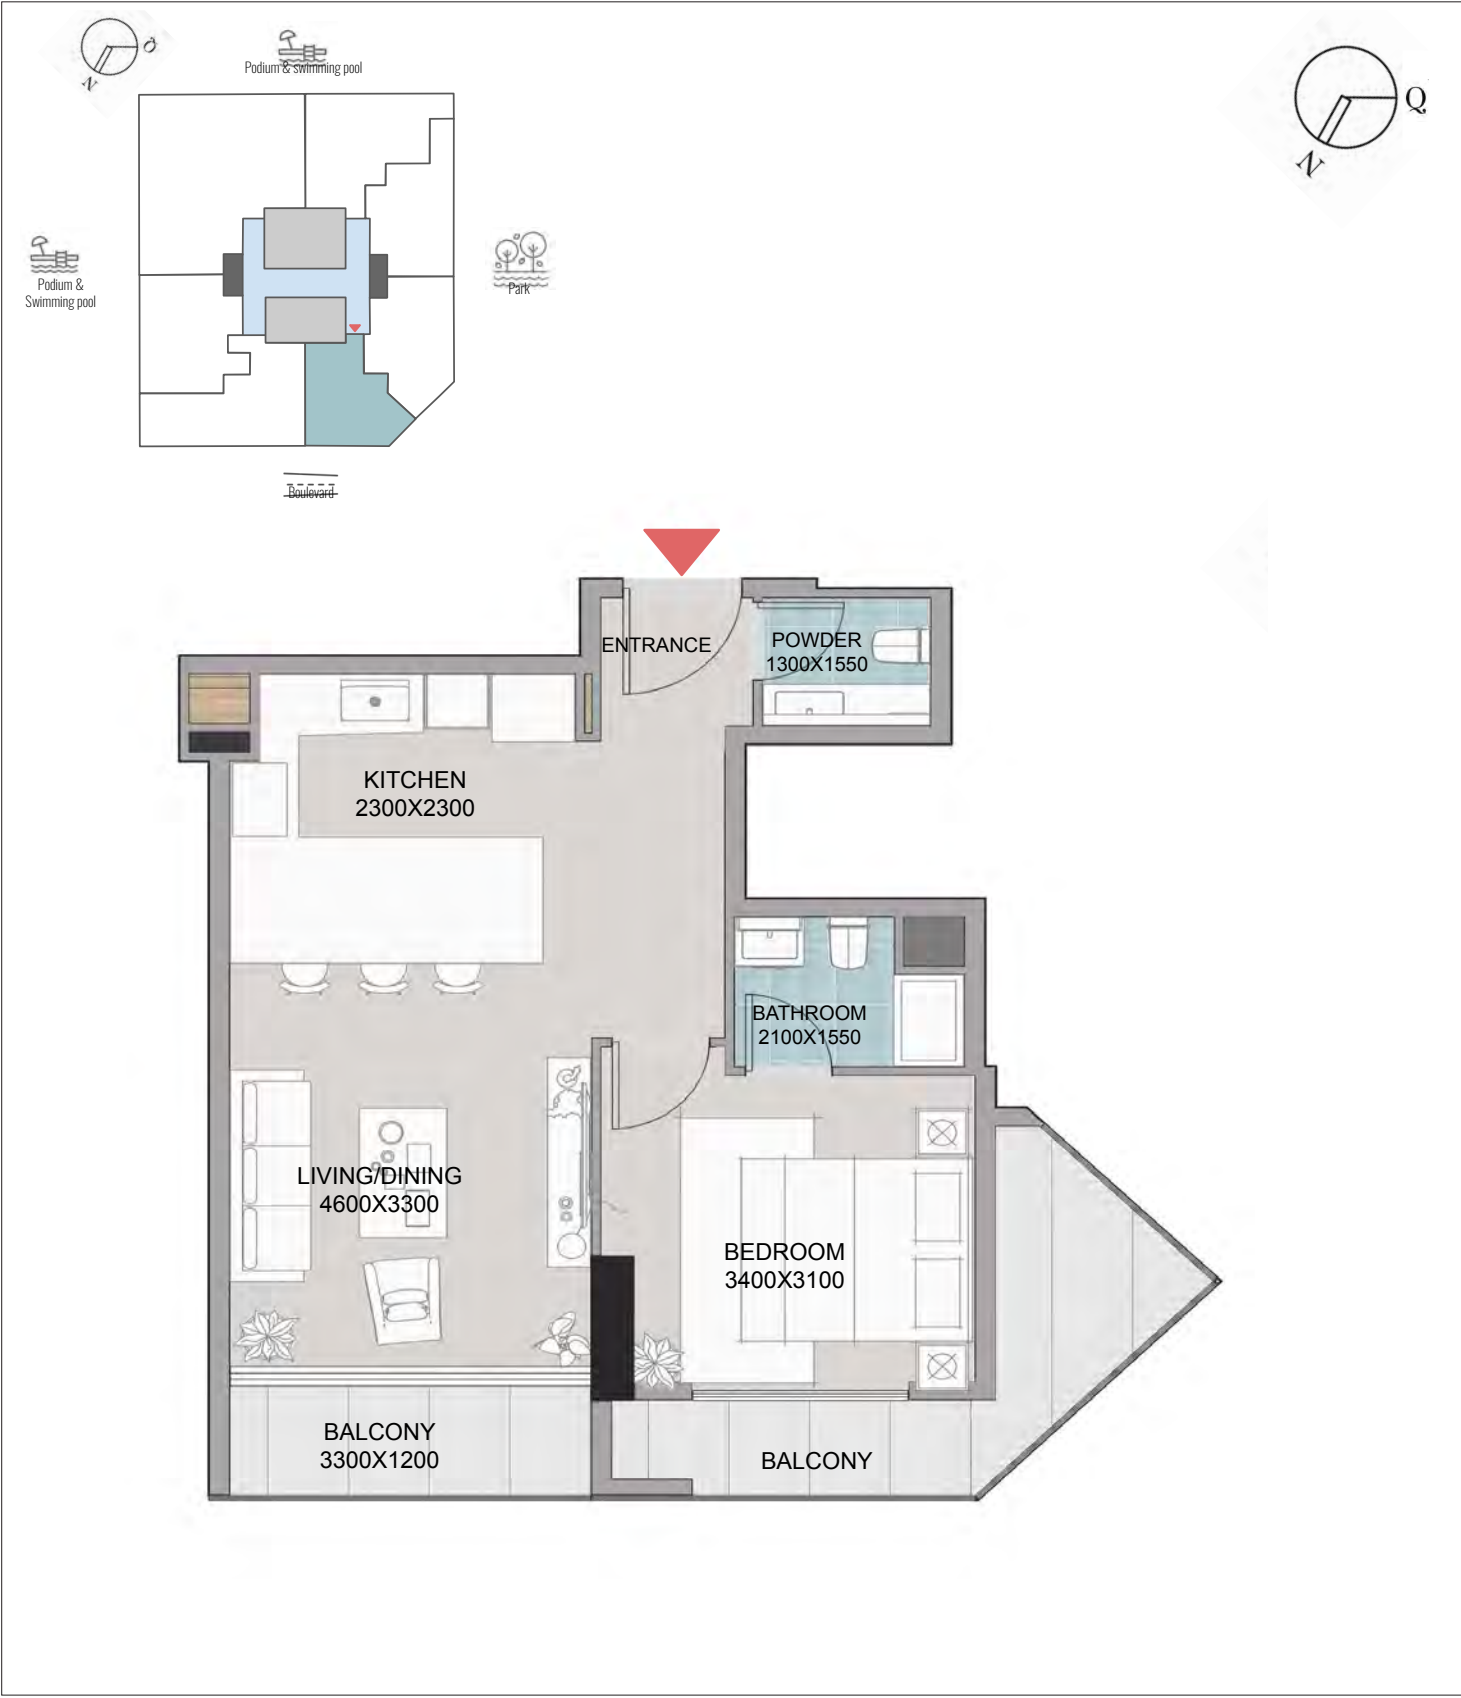 Q
N
Podium & swimming pool
Q
N
Podium &
Swimming pool
Park
Boulevard
ENTRANCE
POWDER
1300X1550
KITCHEN
2300X2300
BATHROOM
2100X1550
LIVING/DINING
4600X3300
BEDROOM
3400X3100
BALCONY
3300X1200
BALCONY